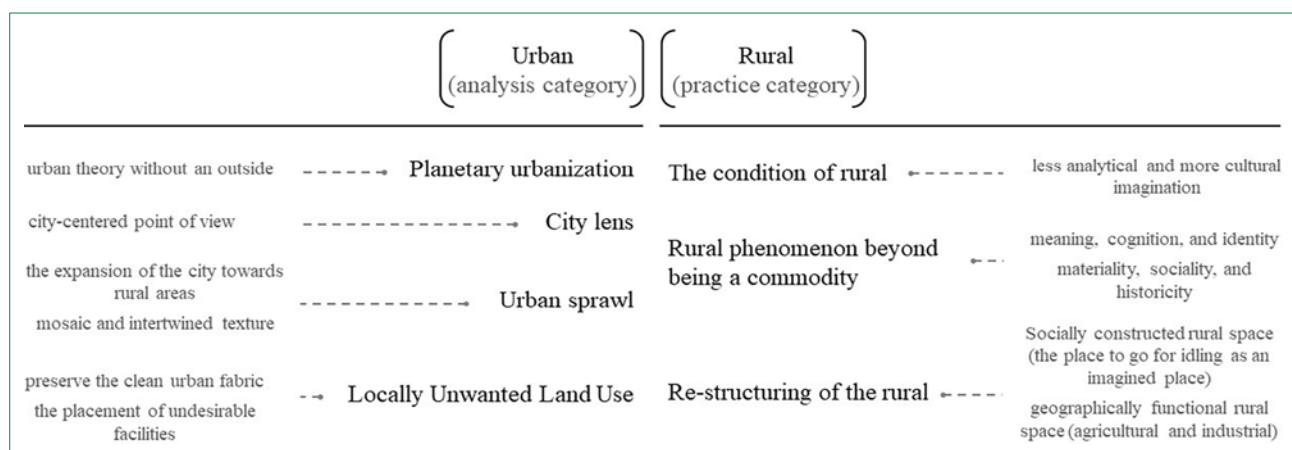 Urban
(analysis category)
Rural
(practice category)
urban theory without an outside
Planetary urbanization
city-centered point of view
City lens
the expansion of the city towards
rural areas
mosaic and intertwined texture
Urban sprawl
preserve the clean urban fabric
the placement of undesirable
facilities
Locally Unwanted Land Use
The condition of rural
less analytical and more cultural
imagination
Rural phenomenon beyond
being a commodity
meaning, cognition, and identity
materiality, sociality, and
historicity
Re-structuring of the rural
Socially constructed rural space
(the place to go for idling as an
imagined place)
geographically functional rural
space (agricultural and industrial)